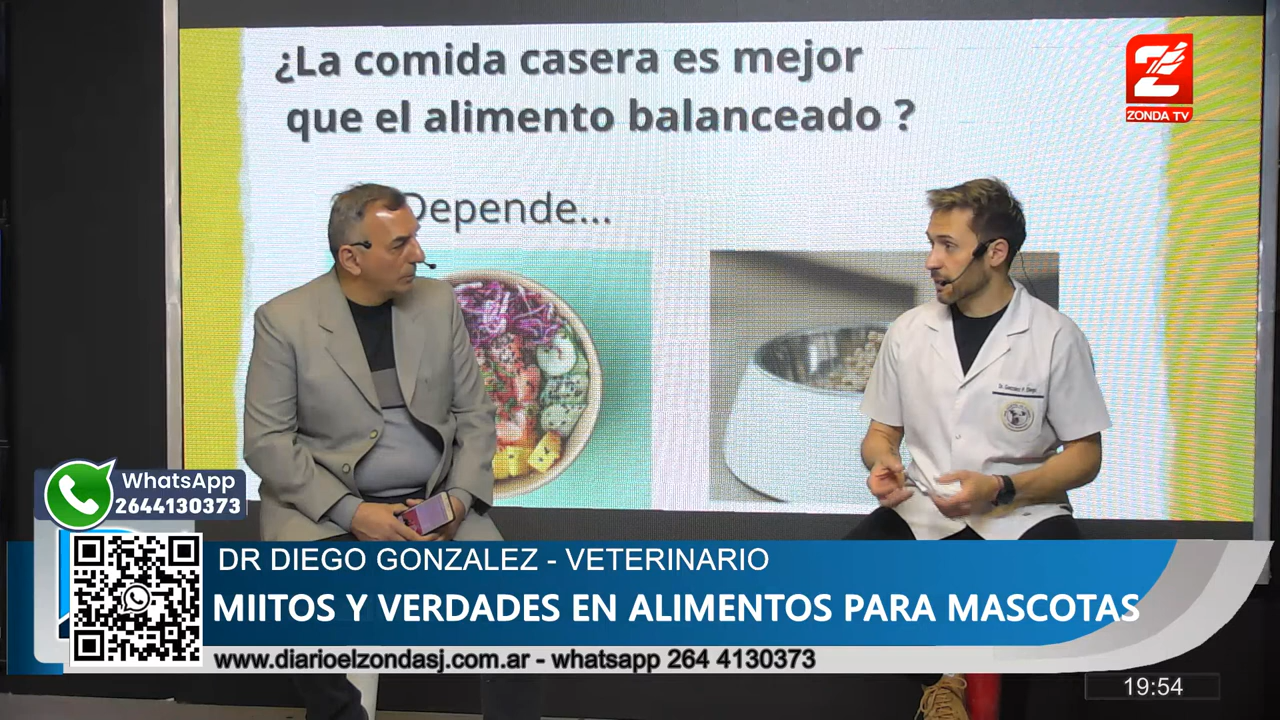 ¿La comida casera es mejor
que el alimento balanceado ?
Depende...
Z
ZONDA TV
WhatsApp
2644130373
DR DIEGO GONZALEZ - VETERINARIO
MIITOS Y VERDADES EN ALIMENTOS PARA MASCOTAS
www.diarioelzondasj.com.ar - whatsapp 264 4130373
19:54